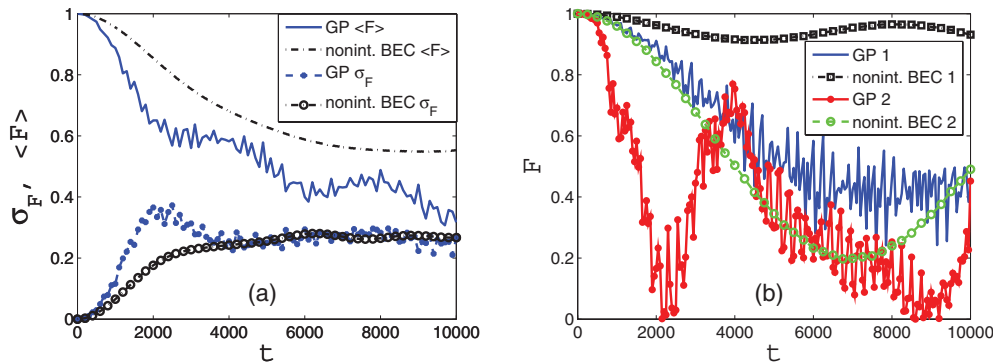 1
0.8
0.6
0.4
0.2
0
0 2000 4000 6000 8000 10000
t
σF, <F>
GP <F>
nonint. BEC <F>
GP σF
nonint. BEC σF
(a)
1
0.8
0.6
0.4
0.2
0
0 2000 4000 6000 8000 10000
t
F
GP 1
nonint. BEC 1
GP 2
nonint. BEC 2
(b)